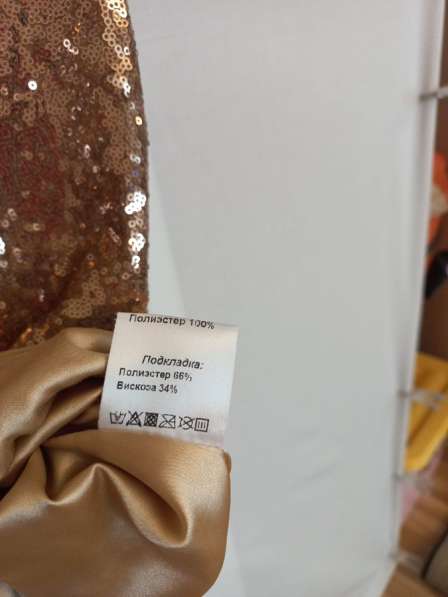 Полиэстер 100%
Подкладка:
Полиэстер 66%
Вискоза 34%